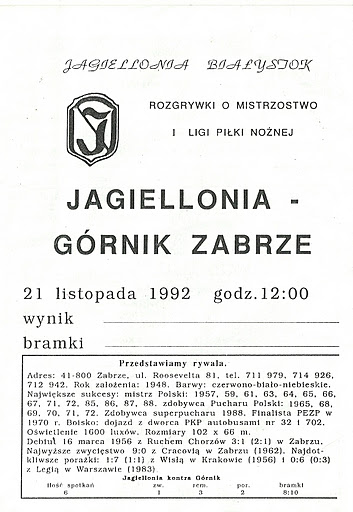 JAGIELLONIA BIAŁYSTOK
ROZGRYWKI O MISTRZOSTWO
I LIGI PIŁKI NOŻNEJ
JAGIELLONIA -
GÓRNIK ZABRZE
21 listopada 1992 godz.12:00
wynik
bramki
Przedstawiamy rywala.
Adres: 41-800 Zabrze, ul. Roosevelta 81, tel. 711 979, 714 926,
712 942. Rok założenia: 1948. Barwy: czerwono-biało-niebieskie.
Największe sukcesy: mistrz Polski: 1957, 59, 61, 63, 64, 65, 66,
67, 71, 72, 85, 86, 87, 88. zdobywca Pucharu Polski: 1965, 68,
69, 70, 71, 72. Zdobywca superpucharu 1988. Finalista PEZP w
1970 r. Boisko: dojazd z dworca PKP autobusami nr 32 i 702.
Oświetlenie 1600 luxów. Rozmiary 102 x 66 m.
Debiut 16 marca 1956 z Ruchem Chorzów 3:1 (2:1) w Zabrzu.
Najwyższe zwycięstwo 9:0 z Cracovią w Zabrzu (1962). Najdot-
kliwsze porażki: 1:7 (1:1) z Wisłą w Krakowie (1956) i 0:6 (0:3)
z Legią w Warszawie (1983)
Jagiellonia kontra Górnik
ilość spotkań zw. rem. por. bramki
6 1 3 2 8:10